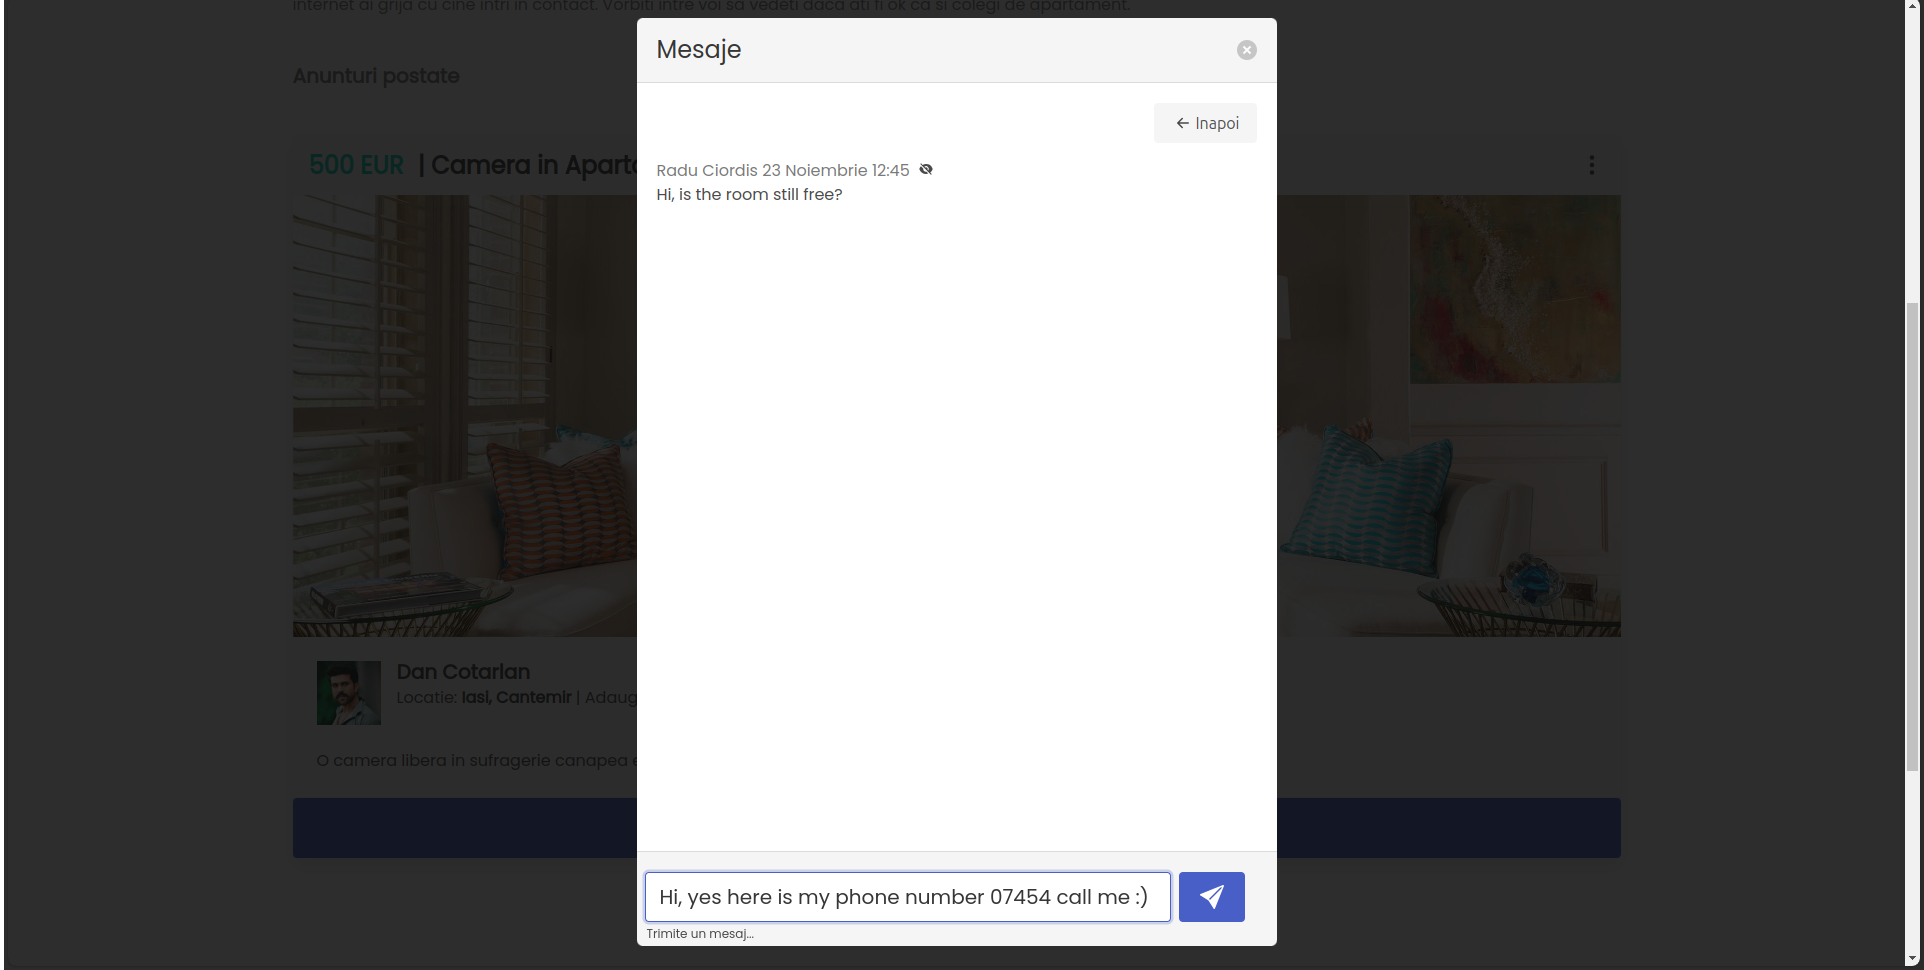 internet ai grija cu cine intri in contact. Vorbiti intre voi sa vedeti daca ati fi ok ca si colegi de apartament.
Mesaje
Anunturi postate
← Inapoi
500 EUR | Camera in Aparta
Radu Ciordis 23 Noiembrie 12:45
Hi, is the room still free?
Dan Cotarlan
Locatie: Iasi, Cantemir | Adaug
O camera libera in sufragerie canapea e
Hi, yes here is my phone number 07454 call me :)
Trimite un mesaj...